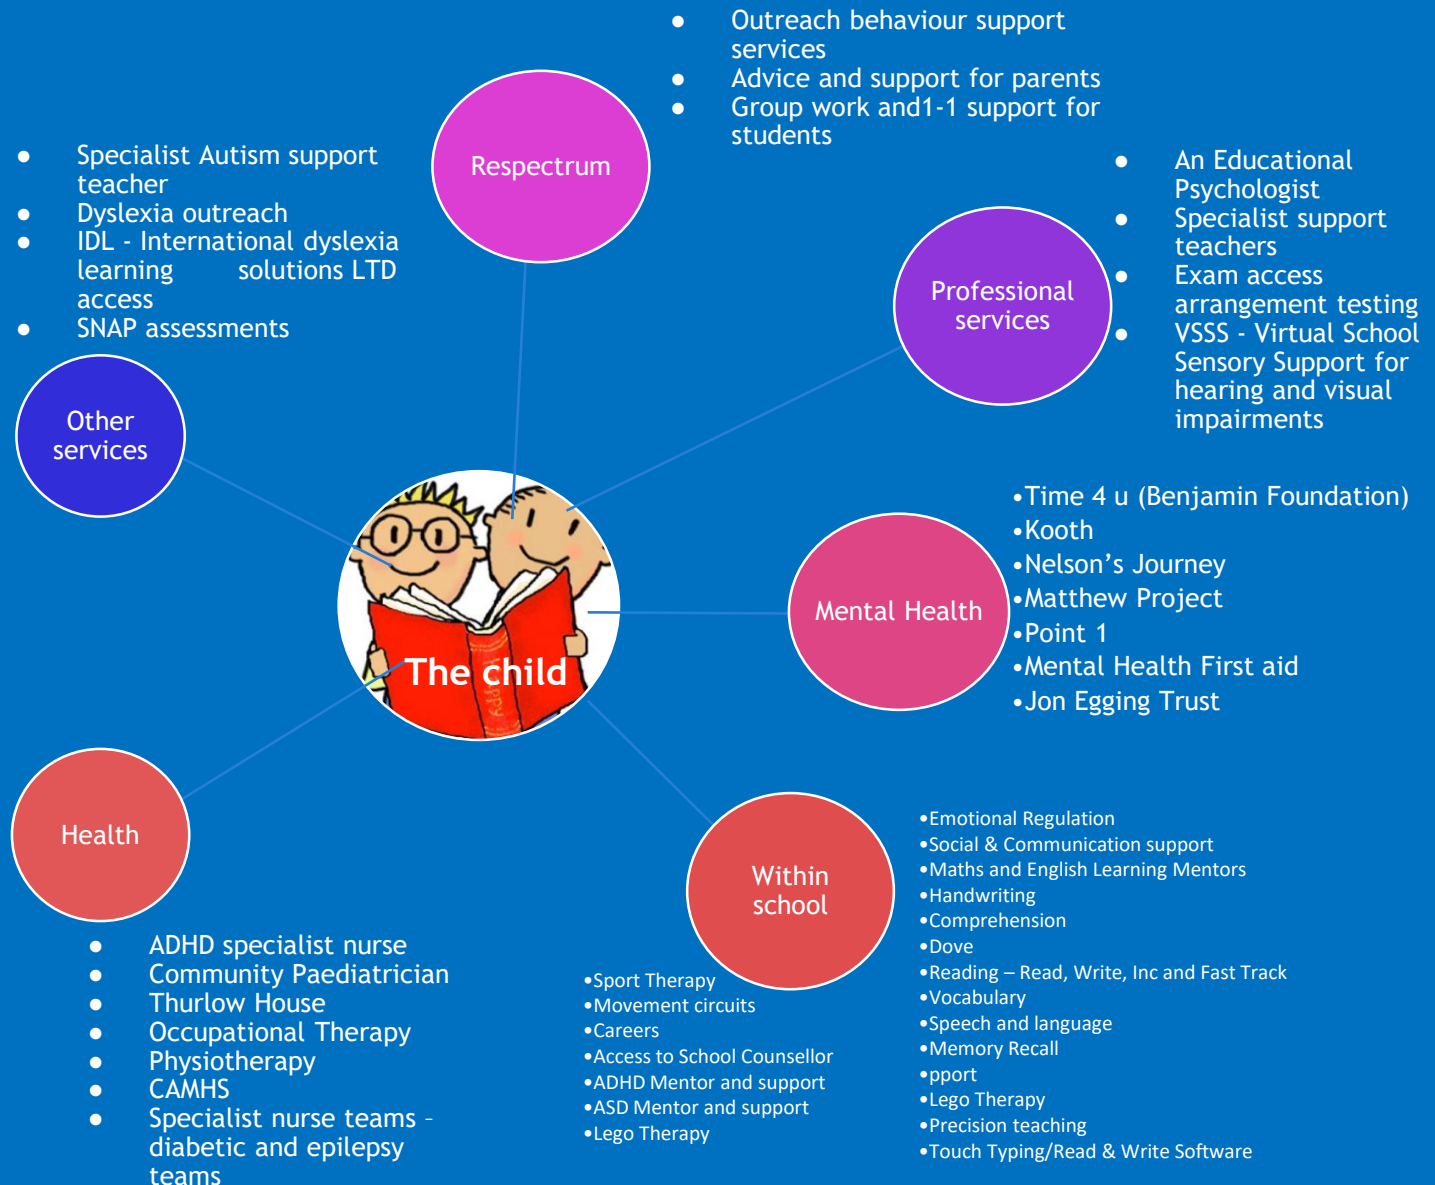 ● Outreach behaviour support
services
● Advice and support for parents
● Group work and1-1 support for
students
Respectrum
● Specialist Autism support
teacher
● Dyslexia outreach
● IDL - International dyslexia
learning solutions LTD
access
● SNAP assessments
Other
services
● An Educational
Psychologist
● Specialist support
teachers
● Exam access
arrangement testing
● VSSS - Virtual School
Sensory Support for
hearing and visual
impairments
Professional
services
•Time 4 u (Benjamin Foundation)
•Kooth
•Nelson’s Journey
•Matthew Project
•Point 1
•Mental Health First aid
•Jon Egging Trust
Mental Health
The child
Health
● ADHD specialist nurse
● Community Paediatrician
● Thurlow House
● Occupational Therapy
● Physiotherapy
● CAMHS
● Specialist nurse teams –
diabetic and epilepsy
teams
Within
school
•Sport Therapy
•Movement circuits
•Careers
•Access to School Counsellor
•ADHD Mentor and support
•ASD Mentor and support
•Lego Therapy
•Emotional Regulation
•Social & Communication support
•Maths and English Learning Mentors
•Handwriting
•Comprehension
•Dove
•Reading – Read, Write, Inc and Fast Track
•Vocabulary
•Speech and language
•Memory Recall
•pport
•Lego Therapy
•Precision teaching
•Touch Typing/Read & Write Software